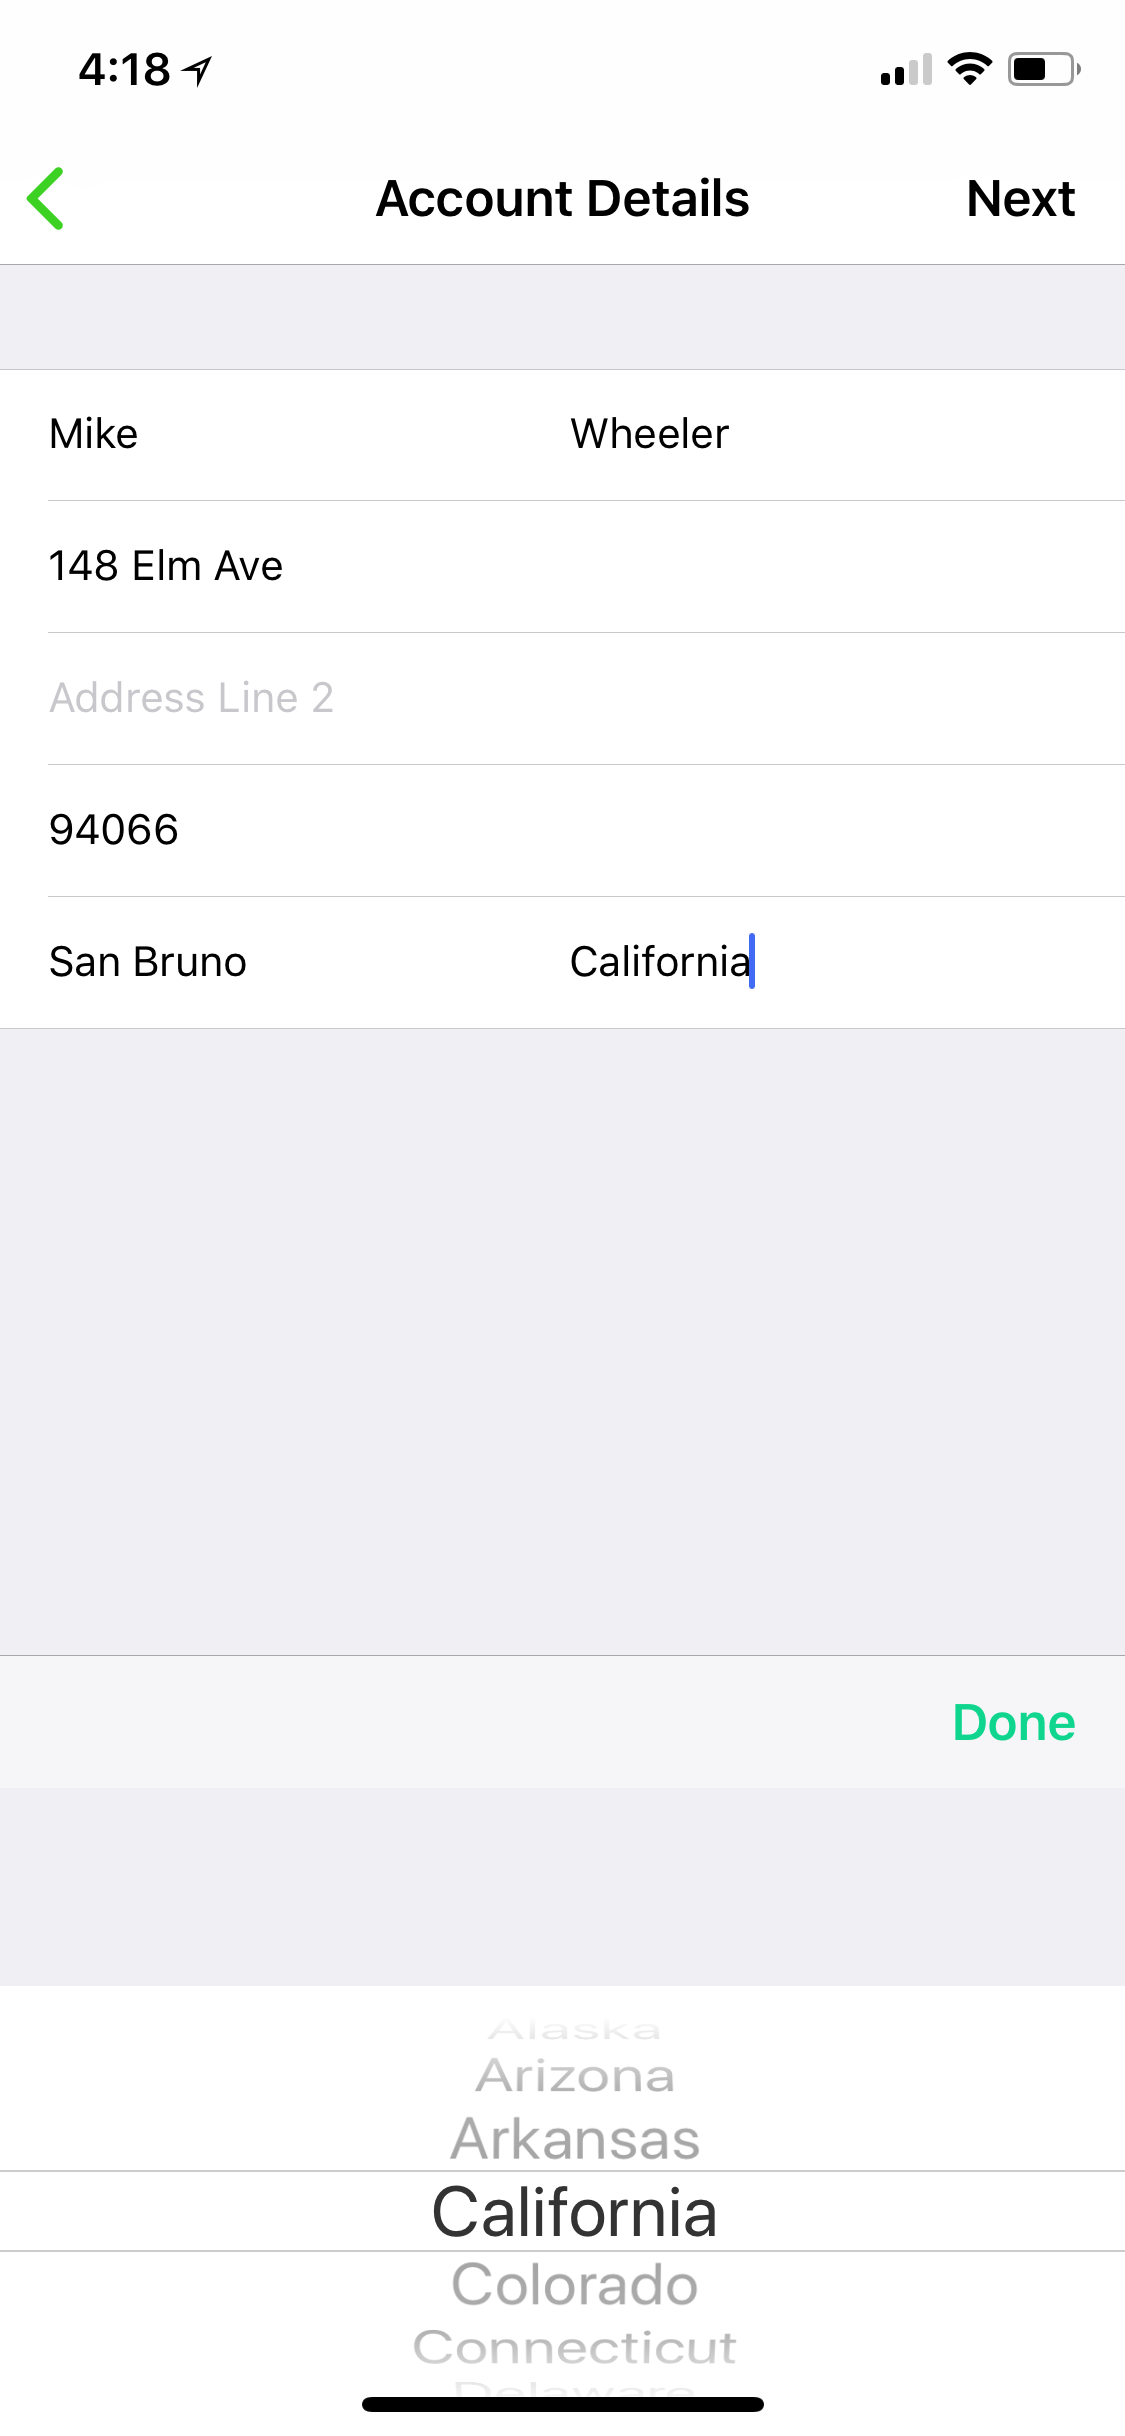 4:18
Account Details
Next
Mike Wheeler
148 Elm Ave
Address Line 2
94066
San Bruno California
Done
Alaska
Arizona
Arkansas
California
Colorado
Connecticut
Delaware